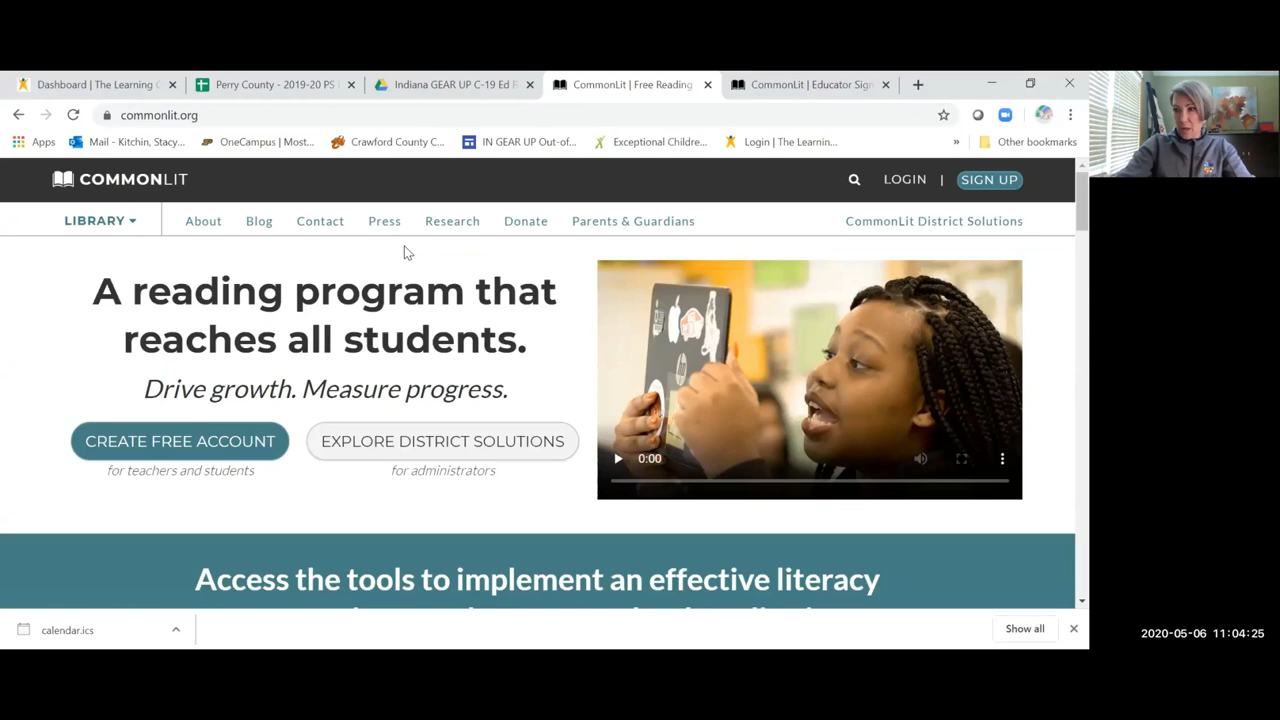 Dashboard | The Learning C
Perry County - 2019-20 PS
Indiana GEAR UP C-19 Ed R
CommonLit | Free Reading
CommonLit | Educator Sign
commonlit.org
Apps
Mail - Kitchin, Stacy...
OneCampus | Most...
Crawford County C...
IN GEAR UP Out-of...
Exceptional Childre...
Login | The Learnin...
»
Other bookmarks
COMMONLIT
LOGIN | SIGN UP
LIBRARY
About
Blog
Contact
Press
Research
Donate
Parents & Guardians
CommonLit District Solutions
A reading program that
reaches all students.
Drive growth. Measure progress.
CREATE FREE ACCOUNT
EXPLORE DISTRICT SOLUTIONS
for teachers and students
for administrators
0:00
Access the tools to implement an effective literacy
calendar.ics
Show all
2020-05-06 11:04:25